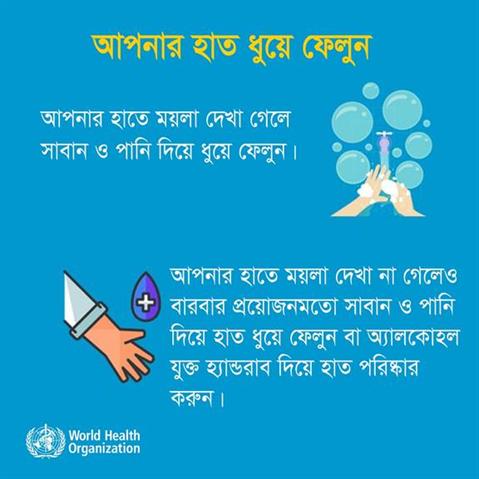 আপনার হাত ধুয়ে ফেলুন
আপনার হাতে ময়লা দেখা গেলে
সাবান ও পানি দিয়ে ধুয়ে ফেলুন।
আপনার হাতে ময়লা দেখা না গেলেও
বারবার প্রয়োজনমতো সাবান ও পানি
দিয়ে হাত ধুয়ে ফেলুন বা অ্যালকোহল
যুক্ত হ্যান্ডরাব দিয়ে হাত পরিষ্কার
করুন।
World Health
Organization